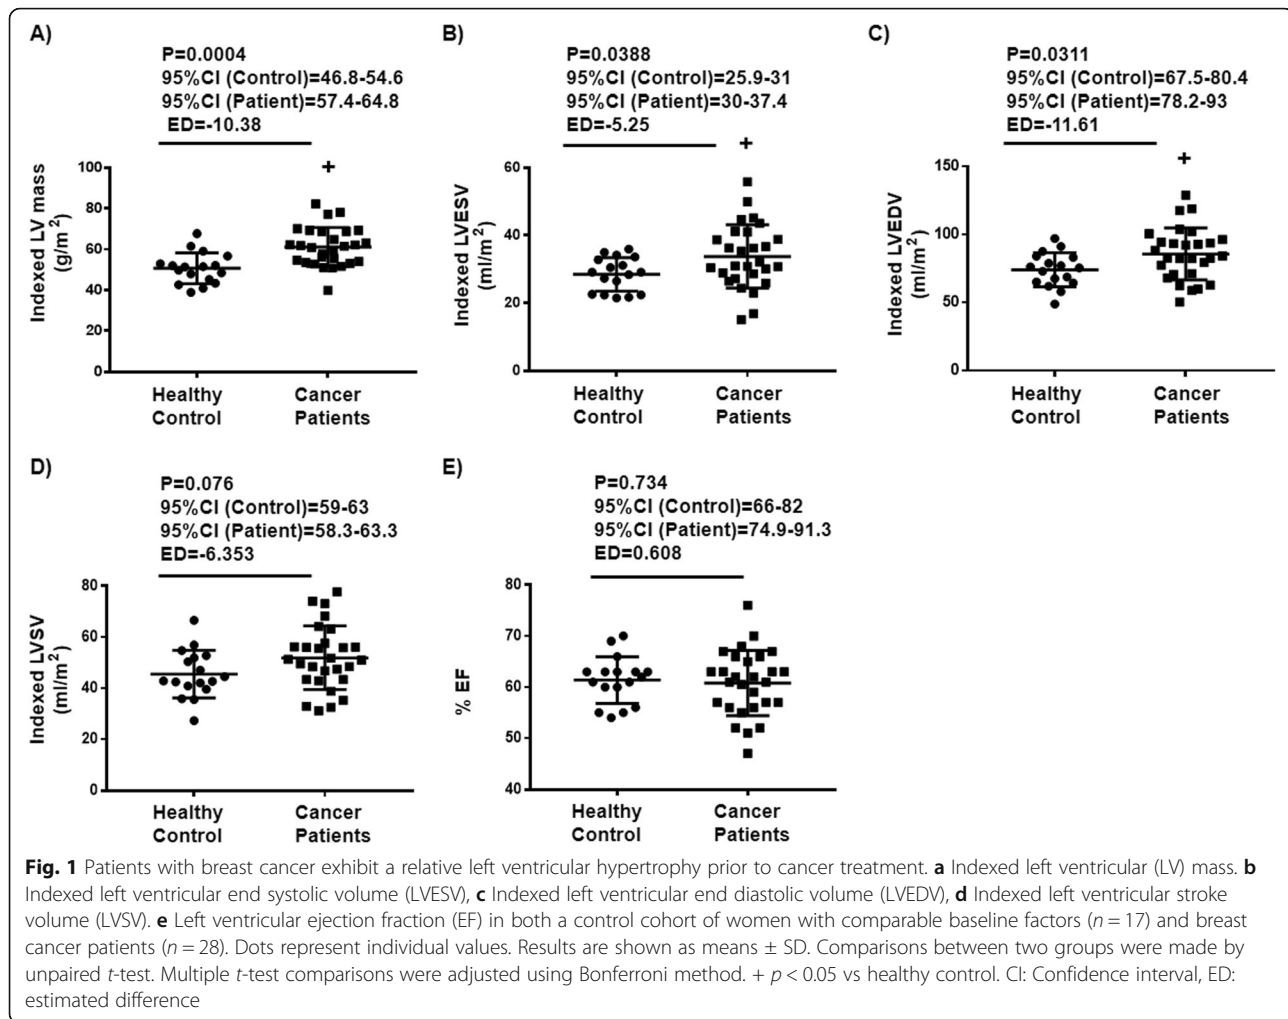 A)
P=0.0004
95%CI (Control)=46.8-54.6
95%CI (Patient)=57.4-64.8
ED=-10.38
+
Indexed LV mass
(g/m²)
100
80
60
40
20
0
Healthy
Control
Cancer
Patients
B)
P=0.0388
95%CI (Control)=25.9-31
95%CI (Patient)=30-37.4
ED=-5.25
+
Indexed LVESV
(ml/m²)
60
40
20
0
Healthy
Control
Cancer
Patients
C)
P=0.0311
95%CI (Control)=67.5-80.4
95%CI (Patient)=78.2-93
ED=-11.61
+
Indexed LVEDV
(ml/m²)
150
100
50
0
Healthy
Control
Cancer
Patients
D)
P=0.076
95%CI (Control)=59-63
95%CI (Patient)=58.3-63.3
ED=-6.353
Indexed LVSV
(ml/m²)
80
60
40
20
0
Healthy
Control
Cancer
Patients
E)
P=0.734
95%CI (Control)=66-82
95%CI (Patient)=74.9-91.3
ED=0.608
% EF
80
70
60
50
40
Healthy
Control
Cancer
Patients
Fig. 1 Patients with breast cancer exhibit a relative left ventricular hypertrophy prior to cancer treatment. a Indexed left ventricular (LV) mass. b
Indexed left ventricular end systolic volume (LVESV), c Indexed left ventricular end diastolic volume (LVEDV), d Indexed left ventricular stroke
volume (LVSV). e Left ventricular ejection fraction (EF) in both a control cohort of women with comparable baseline factors (n = 17) and breast
cancer patients (n = 28). Dots represent individual values. Results are shown as means ± SD. Comparisons between two groups were made by
unpaired t-test. Multiple t-test comparisons were adjusted using Bonferroni method. + p < 0.05 vs healthy control. CI: Confidence interval, ED:
estimated difference